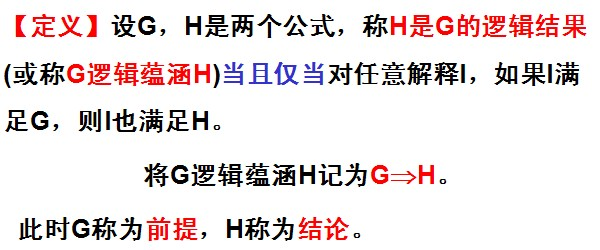 【定义】设G，H是两个公式，称H是G的逻辑结果
(或称G逻辑蕴涵H)当且仅当对任意解释I，如果I满
足G，则I也满足H。
将G逻辑蕴涵H记为G⇒H。
此时G称为前提，H称为结论。